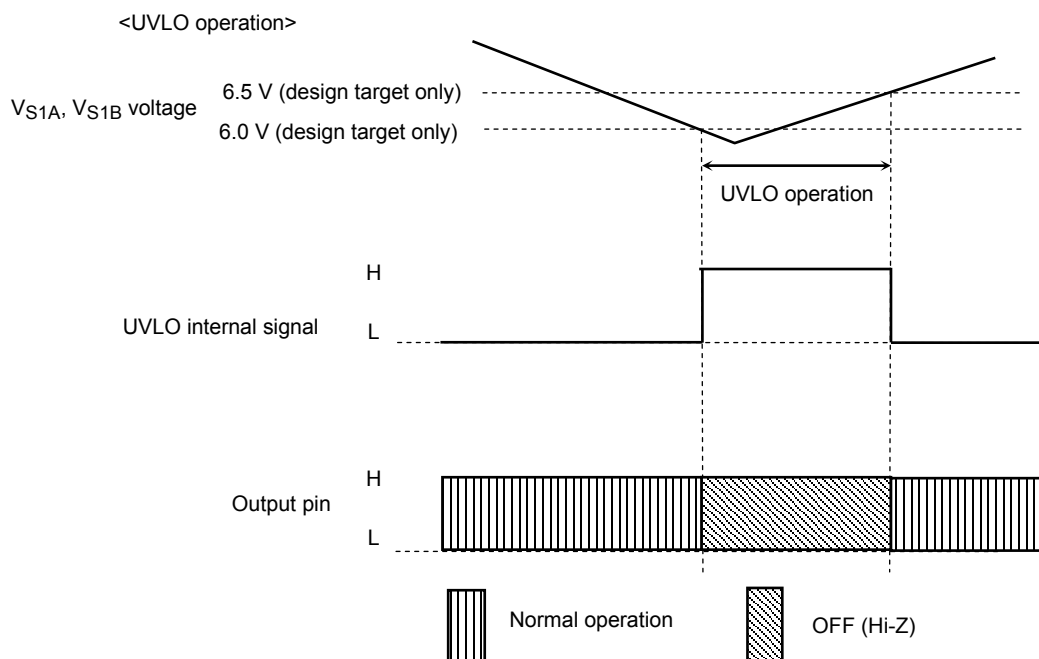 <UVLO operation>
6.5 V (design target only)
VS1A, VS1B voltage
6.0 V (design target only)
UVLO operation
H
UVLO internal signal
L
H
Output pin
L
Normal operation
OFF (Hi-Z)